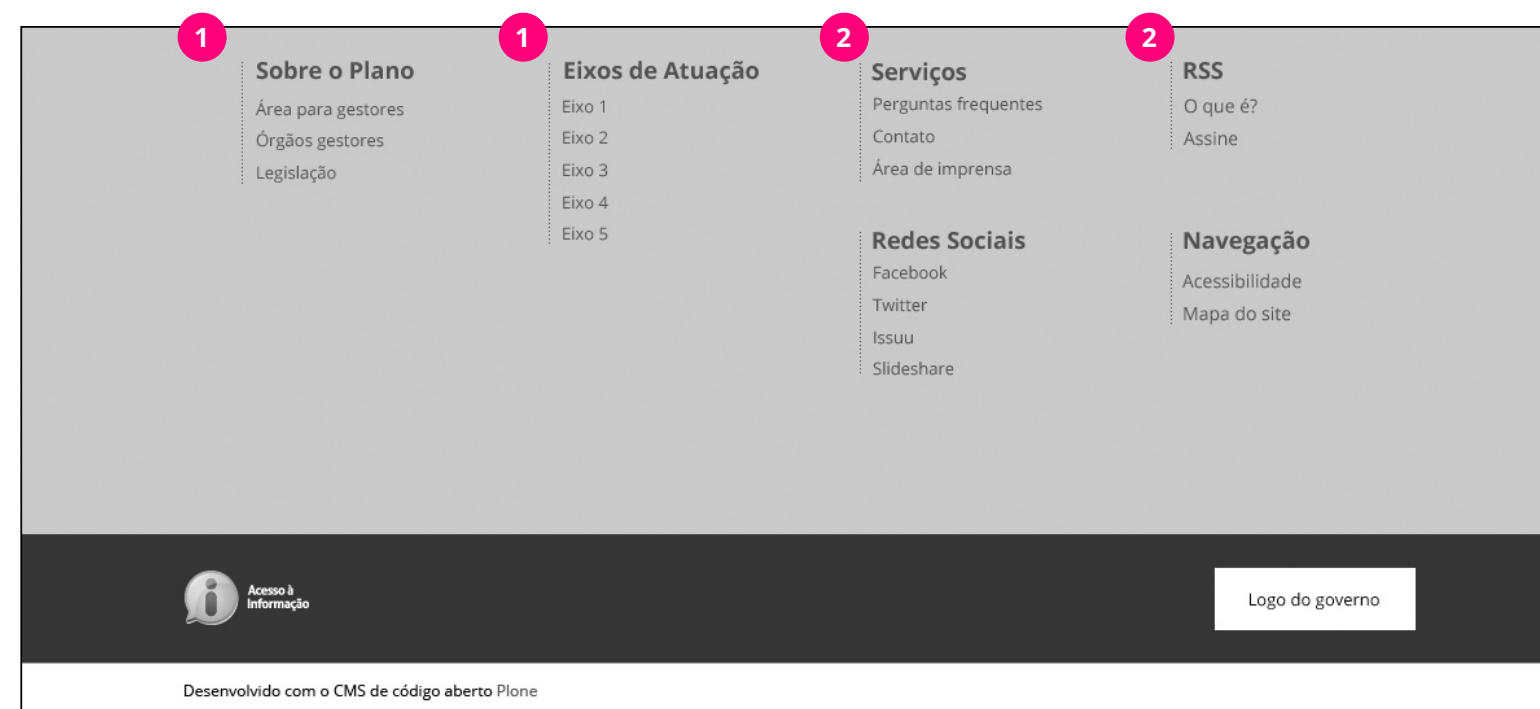 1
Sobre o Plano
Área para gestores
Órgãos gestores
Legislação
1
Eixos de Atuação
Eixo 1
Eixo 2
Eixo 3
Eixo 4
Eixo 5
2
Serviços
Perguntas frequentes
Contato
Área de imprensa
Redes Sociais
Facebook
Twitter
Issuu
Slideshare
2
RSS
O que é?
Assine
Navegação
Acessibilidade
Mapa do site
Acesso à
Informação
Logo do governo
Desenvolvido com o CMS de código aberto Plone